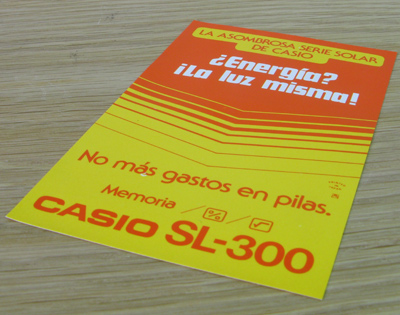 LA ASOMBROSA SERIE SOLAR
DE CASIO
¿Energía?
¡La luz misma!
No más gastos en pilas.
Memoria / % / √
CASIO SL-300